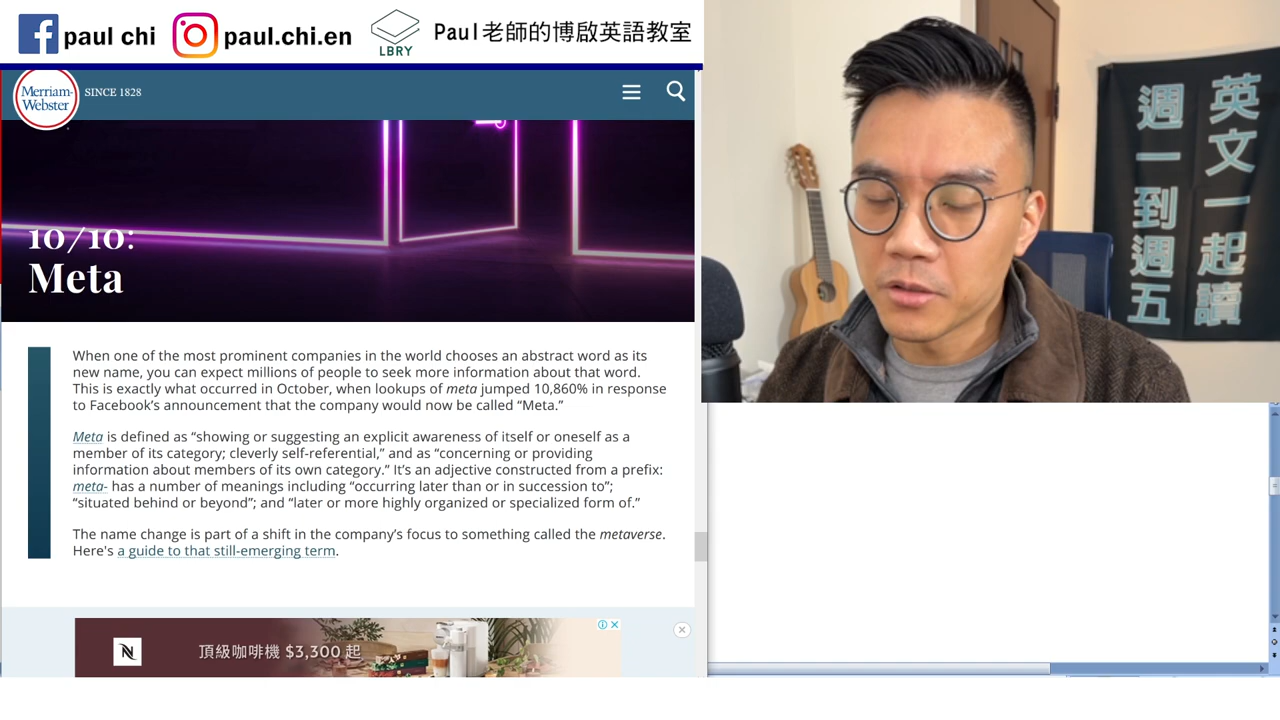 paul chi
paul.chi.en
LBRY
Paul老師的博啟英語教室
Merriam-
Webster
SINCE 1828
10/10:
Meta
When one of the most prominent companies in the world chooses an abstract word as its
new name, you can expect millions of people to seek more information about that word.
This is exactly what occurred in October, when lookups of meta jumped 10,860% in response
to Facebook’s announcement that the company would now be called “Meta.”
Meta is defined as “showing or suggesting an explicit awareness of itself or oneself as a
member of its category; cleverly self-referential,” and as “concerning or providing
information about members of its own category.” It’s an adjective constructed from a prefix:
meta- has a number of meanings including “occurring later than or in succession to”;
“situated behind or beyond”; and “later or more highly organized or specialized form of.”
The name change is part of a shift in the company’s focus to something called the metaverse.
Here's a guide to that still-emerging term.
頂級咖啡機 $3,300 起
英文一起讀
週一到週五